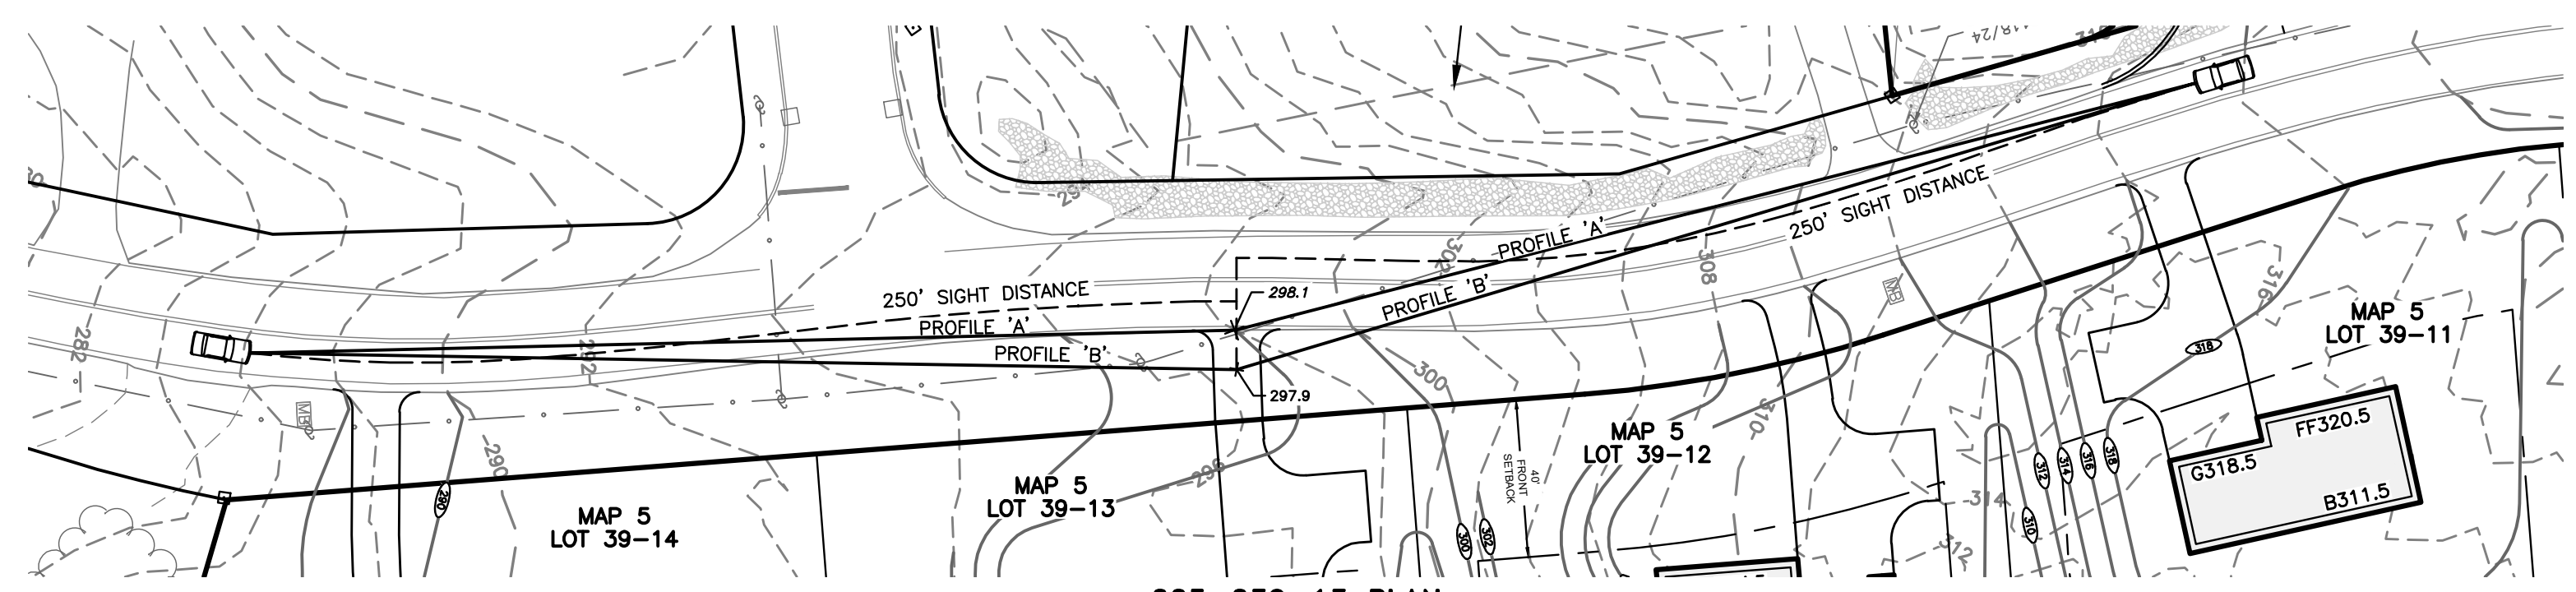 250' SIGHT DISTANCE
PROFILE 'A'
PROFILE 'B'
298.1
297.9
PROFILE 'A'
PROFILE 'B'
250' SIGHT DISTANCE
118/24
282
292
290
290
MB
MAP 5
LOT 39-14
MAP 5
LOT 39-13
296
300
302
308
300
302
40'
FRONT
SETBACK
MAP 5
LOT 39-12
310
MB
314
312
310
312
314
316
318
318
316
MAP 5
LOT 39-11
FF320.5
G318.5
B311.5